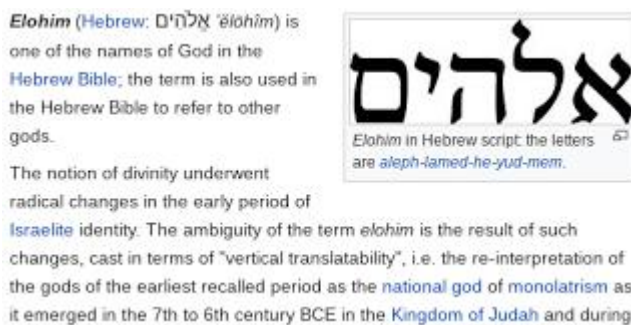 Elohim (Hebrew: אֱלֹהִים 'ĕlōhîm) is
one of the names of God in the
Hebrew Bible; the term is also used in
the Hebrew Bible to refer to other
gods.
אלהים
Elohim in Hebrew script: the letters
are aleph-lamed-he-yud-mem.
The notion of divinity underwent
radical changes in the early period of
Israelite identity. The ambiguity of the term elohim is the result of such
changes, cast in terms of "vertical translatability", i.e. the re-interpretation of
the gods of the earliest recalled period as the national god of monolatrism as
it emerged in the 7th to 6th century BCE in the Kingdom of Judah and during